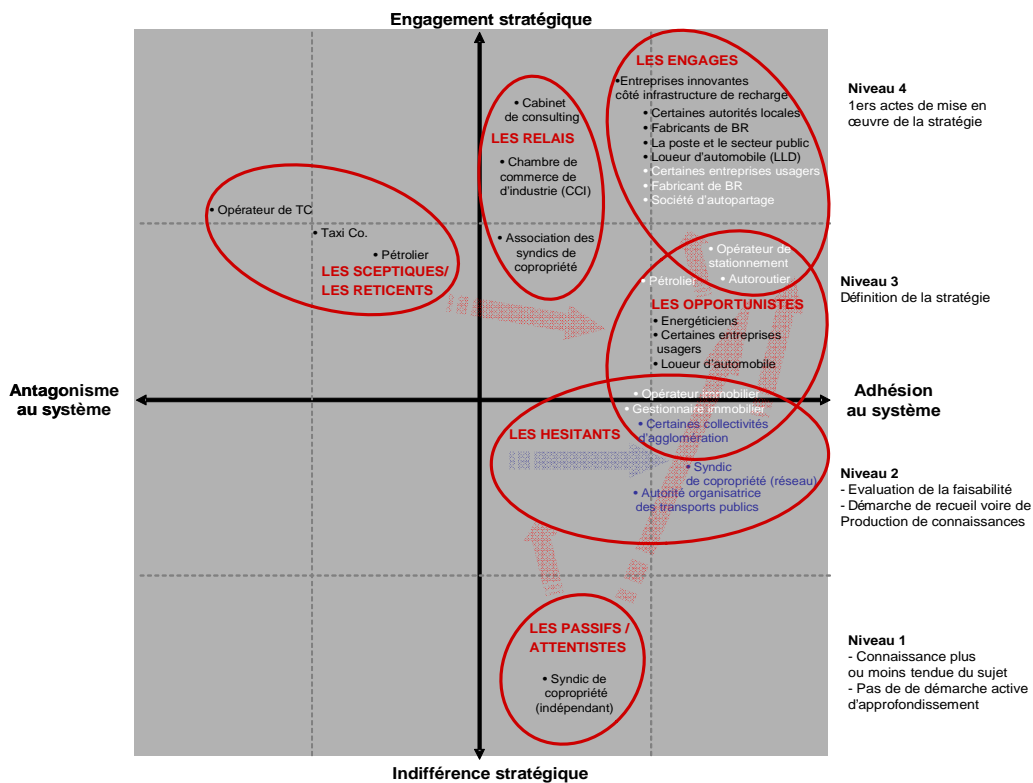 Engagement stratégique
LES ENGAGES
•Entreprises innovantes
côté infrastructure de recharge
• Certaines autorités locales
• Fabricants de BR
• La poste et le secteur public
• Loueur d'automobile (LLD)
• Certaines entreprises usagers
• Fabricant de BR
• Société d'autopartage
Niveau 4
1ers actes de mise en
œuvre de la stratégie
• Cabinet
de consulting
LES RELAIS
• Chambre de
commerce et
d'industrie (CCI)
• Association des
syndics de
copropriété
• Opérateur de TC
• Taxi Co.
• Pétrolier
LES SCEPTIQUES/
LES RETICENTS
• Opérateur de
stationnement
• Autoroutier
• Pétrolier
LES OPPORTUNISTES
• Energéticiens
• Certaines entreprises
usagers
• Loueur d'automobile
Niveau 3
Définition de la stratégie
Antagonisme
au système
Adhésion
au système
• Opérateur immobilier
• Gestionnaire immobilier
• Certaines collectivités
d'agglomération
LES HESITANTS
• Syndic
de copropriété (réseau)
• Autorité organisatrice
des transports publics
Niveau 2
- Evaluation de la faisabilité
- Démarche de recueil voire de
Production de connaissances
LES PASSIFS /
ATTENTISTES
• Syndic de
copropriété
(indépendant)
Niveau 1
- Connaissance plus
ou moins tendue du sujet
- Pas de de démarche active
d'approfondissement
Indifférence stratégique